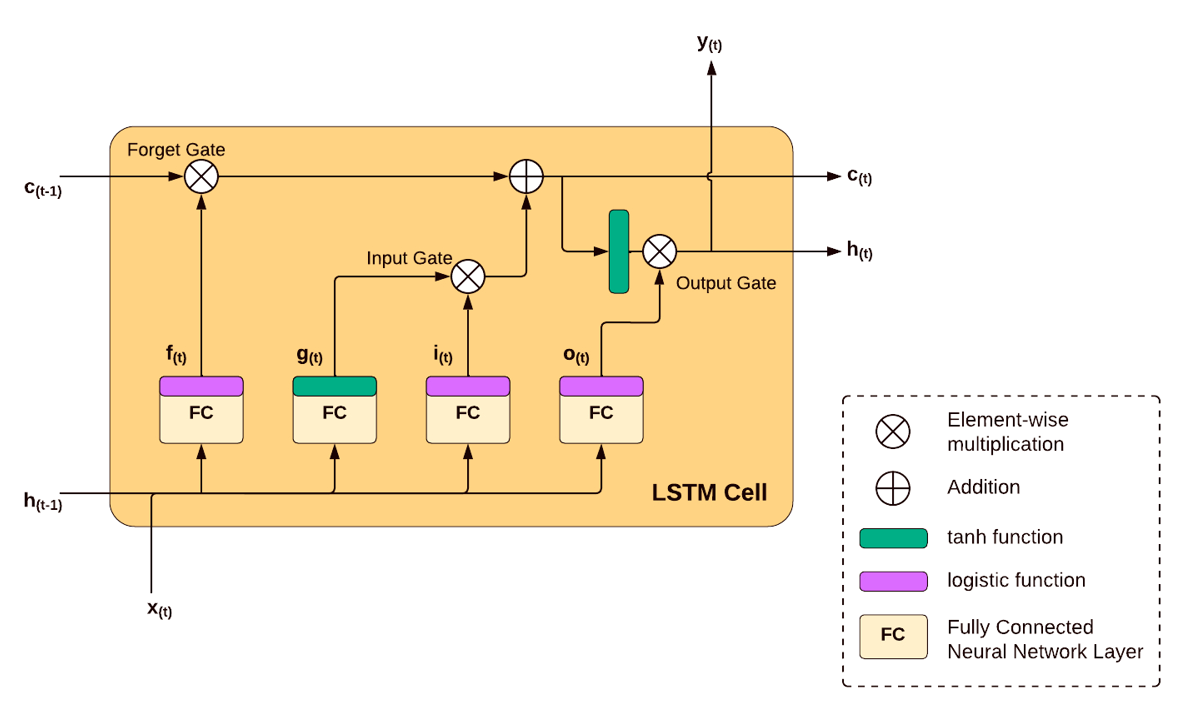 y(t)
Forget Gate
c(t-1)
c(t)
h(t)
Input Gate
Output Gate
f(t)
g(t)
i(t)
o(t)
FC
FC
FC
FC
h(t-1)
LSTM Cell
x(t)
Element-wise
multiplication
Addition
tanh function
logistic function
FC
Fully Connected
Neural Network Layer